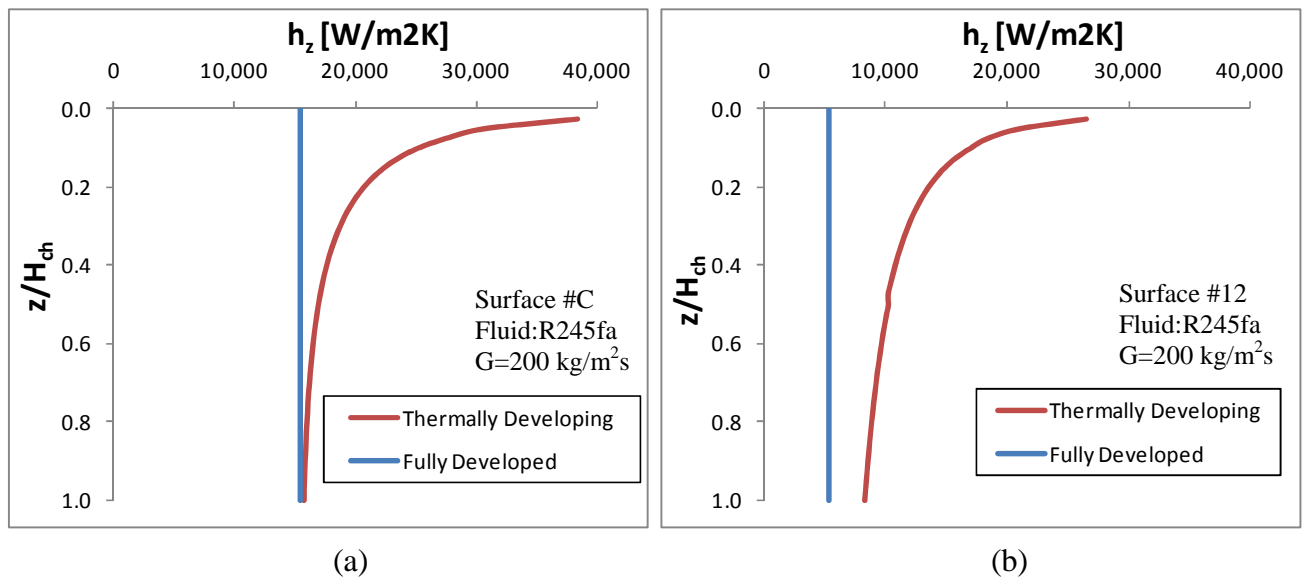 h_z [W/m2K]
0 10,000 20,000 30,000 40,000
0.0
0.2
0.4
0.6
0.8
1.0
z/H_ch
Surface #C
Fluid:R245fa
G=200 kg/m²s
Thermally Developing
Fully Developed
(a)
h_z [W/m2K]
0 10,000 20,000 30,000 40,000
0.0
0.2
0.4
0.6
0.8
1.0
z/H_ch
Surface #12
Fluid:R245fa
G=200 kg/m²s
Thermally Developing
Fully Developed
(b)